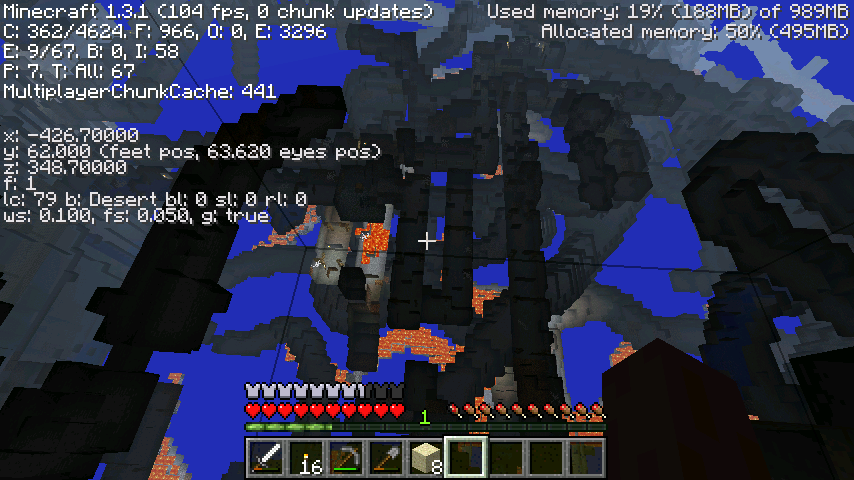 Minecraft 1.3.1 (104 fps, 0 chunk updates)
C: 362/4624, F: 966, O: 0, E: 3296
E: 9/67. B: 0, I: 58
P: 7. T: All: 67
MultiplayerChunkCache: 441
x: -426.70000
y: 62.000 (feet pos, 63.620 eyes pos)
z: 348.70000
f: 1
lc: 79 b: Desert bl: 0 sl: 0 rl: 0
ws: 0.100, fs: 0.050, g: true
Used memory: 19% (188MB) of 989MB
Allocated memory: 50% (495MB)
1
16
8